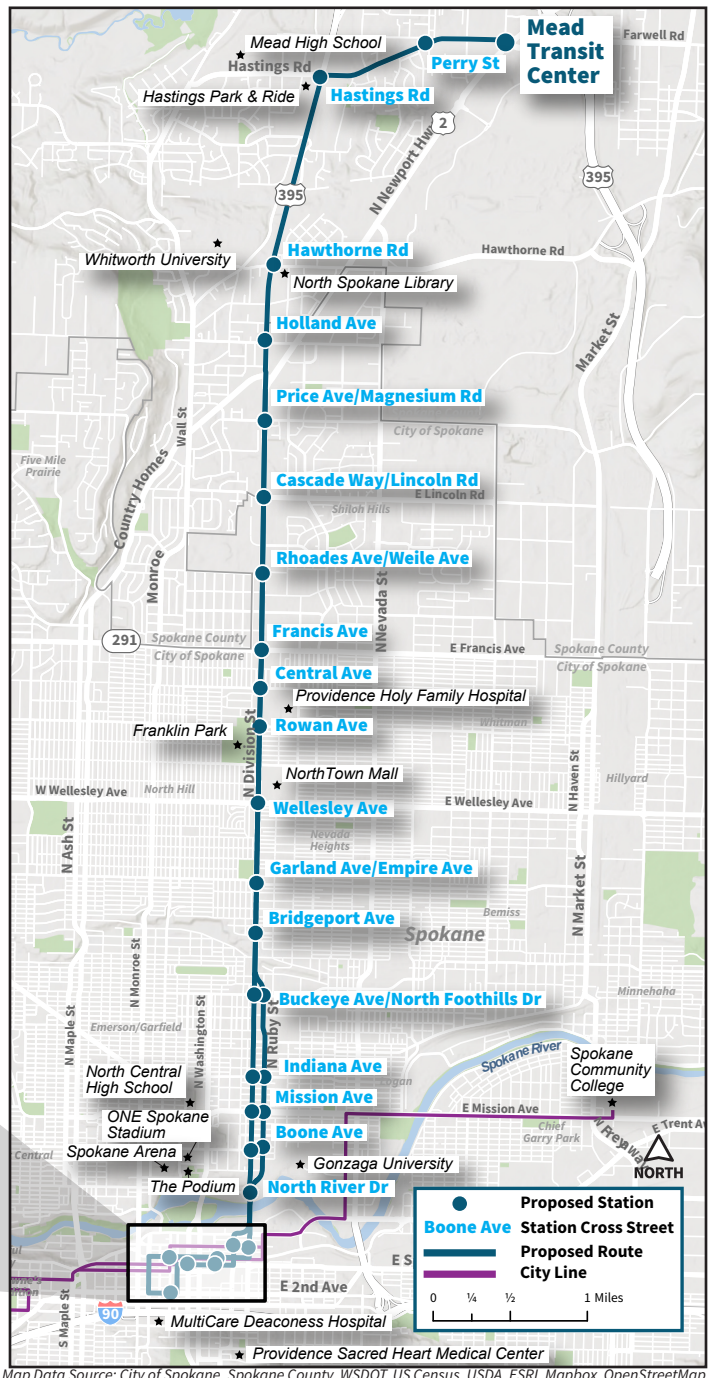 Mead High School
Hastings Rd
Hastings Park & Ride
Mead
Transit
Center
Farwell Rd
Perry St
Hastings Rd
2
N Newport Hwy
395
395
Whitworth University
Hawthorne Rd
Hawthorne Rd
North Spokane Library
Holland Ave
Market St
Price Ave/Magnesium Rd
Wall St
City of Spokane
Five Mile
Prairie
Country Homes
Cascade Way/Lincoln Rd
E Lincoln Rd
Shiloh Hills
Monroe
Rhoades Ave/Weile Ave
NNevada St
291
Spokane County
City of Spokane
Francis Ave
E Francis Ave
Spokane County
City of Spokane
Central Ave
Providence Holy Family Hospital
Franklin Park
Rowan Ave
Whitman
N Division St
NorthTown Mall
N Haven St
Hillyard
W Wellesley Ave
North Hill
Wellesley Ave
E Wellesley Ave
N Ash St
Nevada
Heights
Garland Ave/Empire Ave
N Market St
Bridgeport Ave
Bemiss
Spokane
N Monroe St
Buckeye Ave/North Foothills Dr
Minnehaha
N Maple St
Emerson/Garfield
N Washington St
N Ruby St
Spokane River
Indiana Ave
Logan
North Central
High School
Spokane
Community
College
Mission Ave
E Mission Ave
ONE Spokane
Stadium
Boone Ave
Chief
Garry Park
N Freya Way
E Trent Av
Central
Spokane Arena
Gonzaga University
The Podium
North River Dr
NORTH
Proposed Station
Boone Ave
Station Cross Street
Proposed Route
City Line
0
¼
½
1 Miles
E S
E 2nd Ave
90
S Maple St
MultiCare Deaconess Hospital
Providence Sacred Heart Medical Center
Map Data Source: City of Spokane, Spokane County, WSDOT, US Census, USDA, ESRI, Mapbox, OpenStreetMap